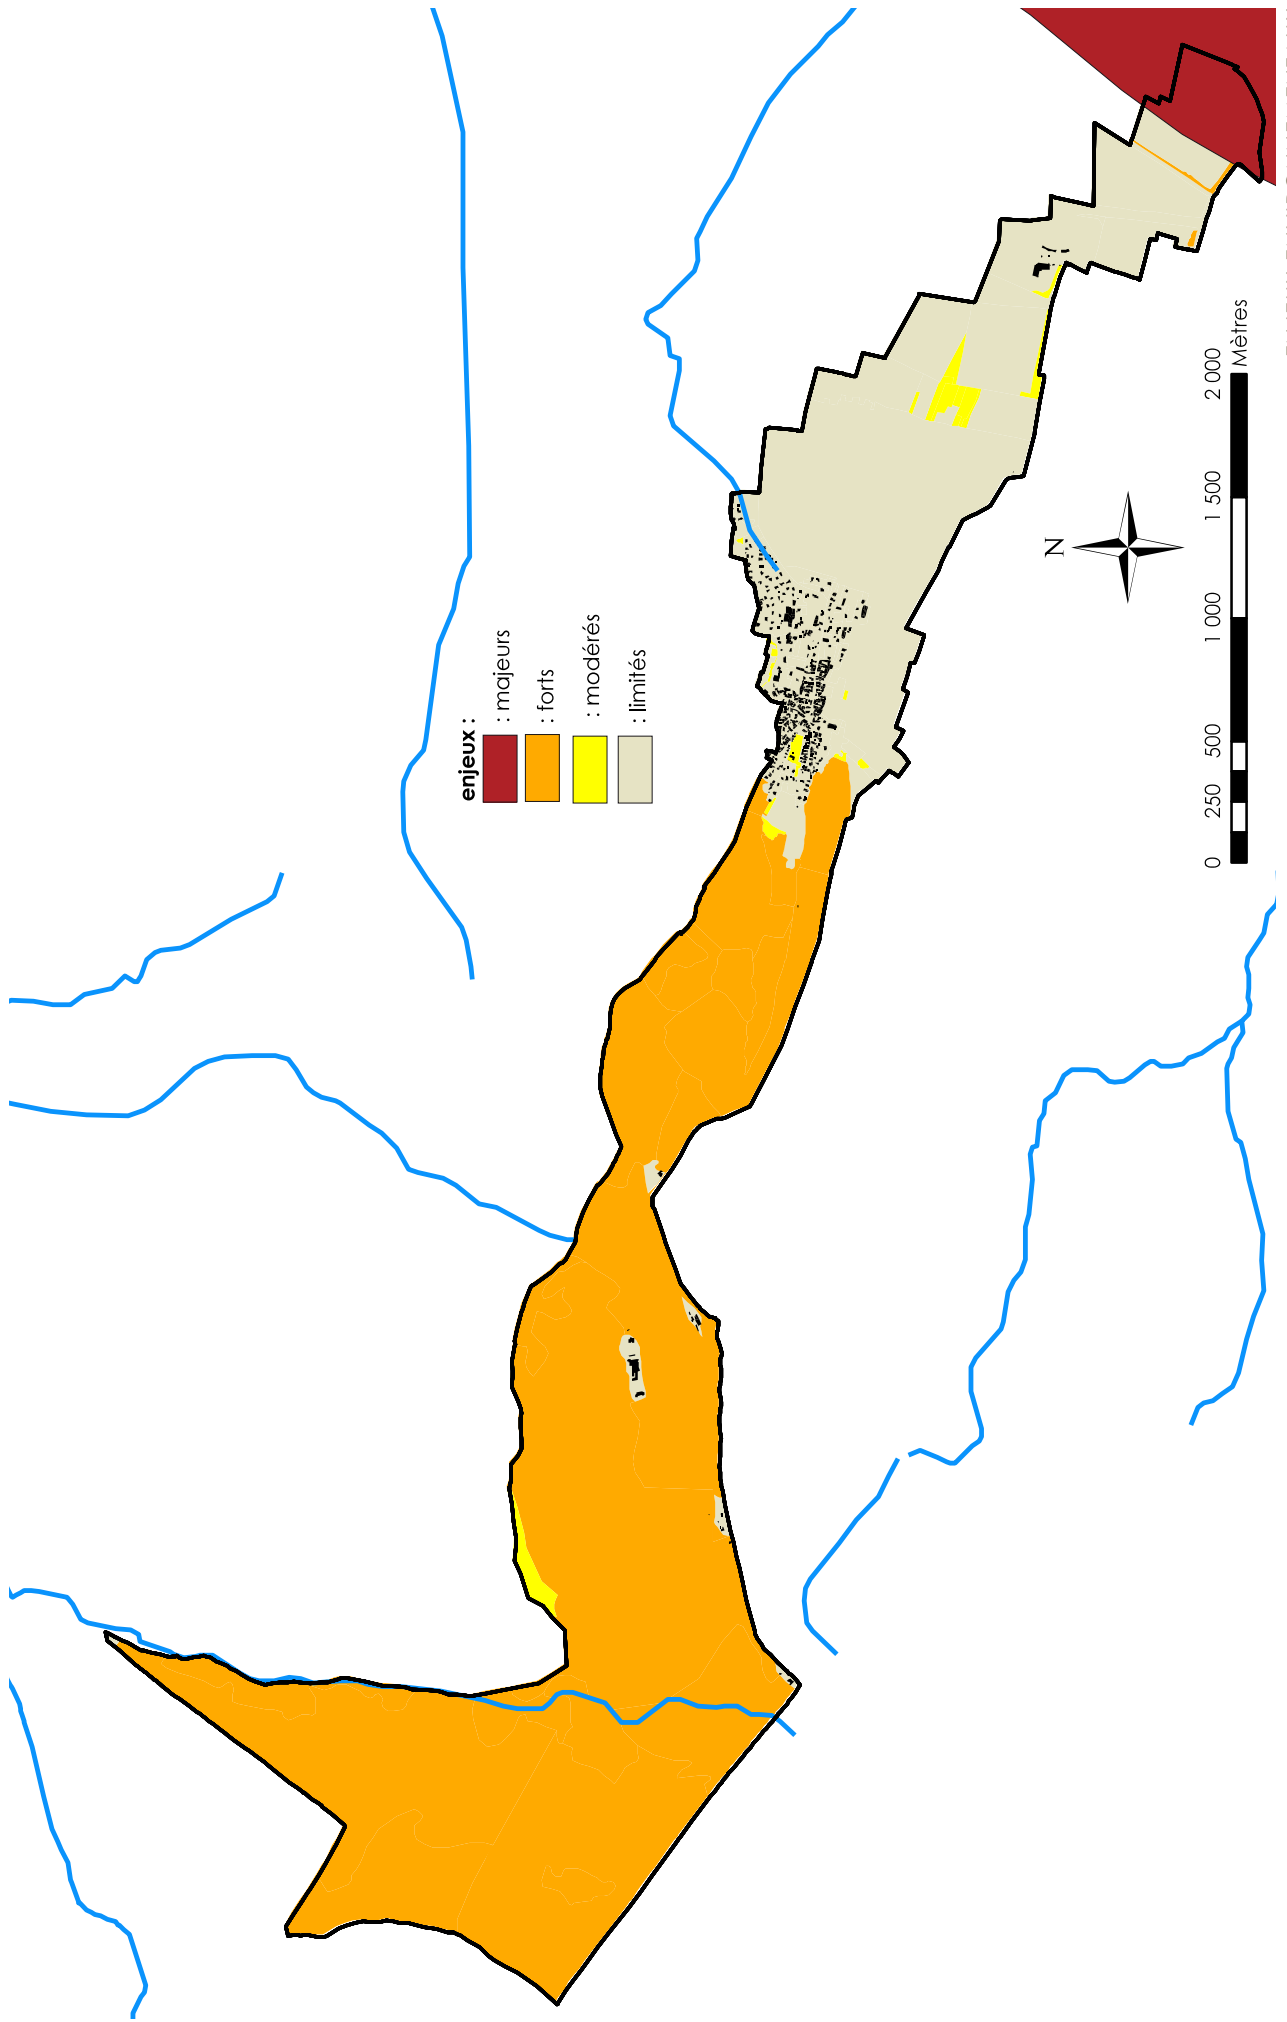 enjeux :
: majeurs
: forts
: modérés
: limités
N
0 250 500 1 000 1 500 2 000
Mètres